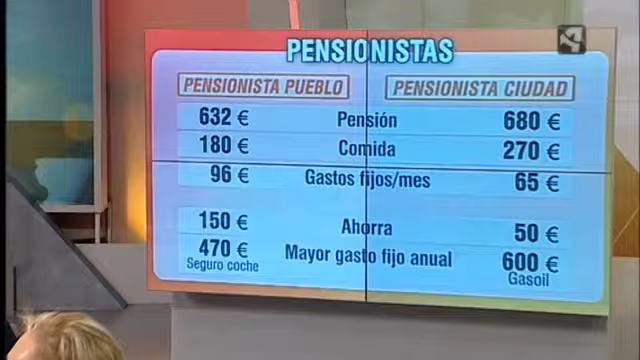 PENSIONISTAS
PENSIONISTA PUEBLO PENSIONISTA CIUDAD
632 € Pensión 680 €
180 € Comida 270 €
96 € Gastos fijos/mes 65 €
150 € Ahorra 50 €
470 € Mayor gasto fijo anual 600 €
Seguro coche Gasoil